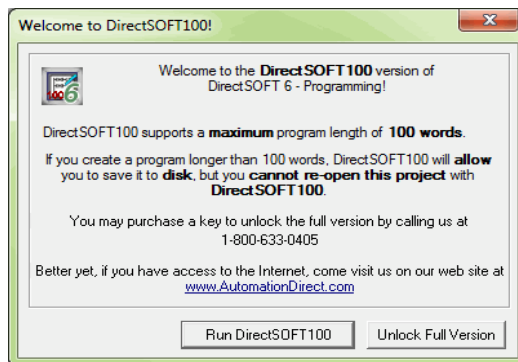 Welcome to DirectSOFT100!
Welcome to the DirectSOFT100 version of
DirectSOFT 6 - Programming!
100 6
DirectSOFT100 supports a maximum program length of 100 words.
If you create a program longer than 100 words, DirectSOFT100 will allow
you to save it to disk, but you cannot re-open this project with
DirectSOFT100.
You may purchase a key to unlock the full version by calling us at
1-800-633-0405
Better yet, if you have access to the Internet, come visit us on our web site at
www.AutomationDirect.com
Run DirectSOFT100
Unlock Full Version